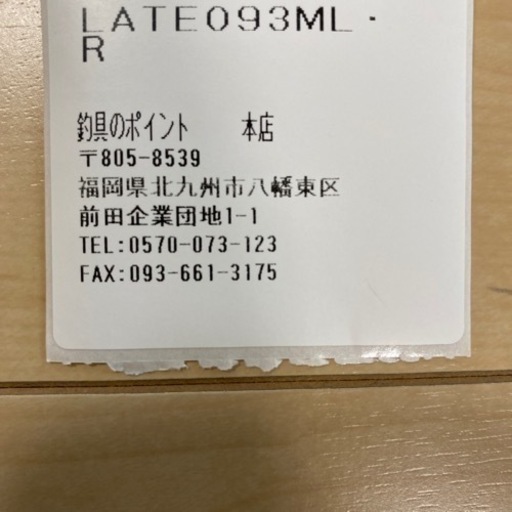 LATE093ML・
R
釣具のポイント 本店
〒805-8539
福岡県北九州市八幡東区
前田企業団地1-1
TEL:0570-073-123
FAX:093-661-3175